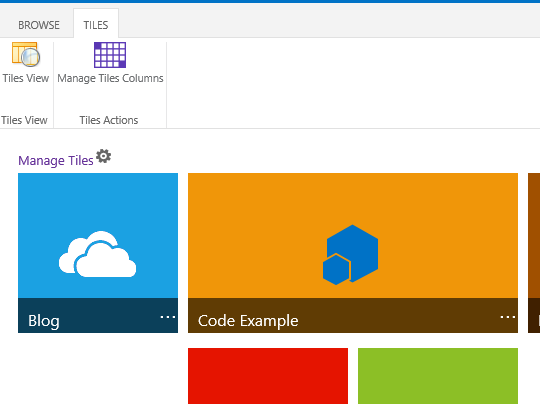 BROWSE TILES
Tiles View Manage Tiles Columns
Tiles View Tiles Actions
Manage Tiles
Blog ... Code Example ...